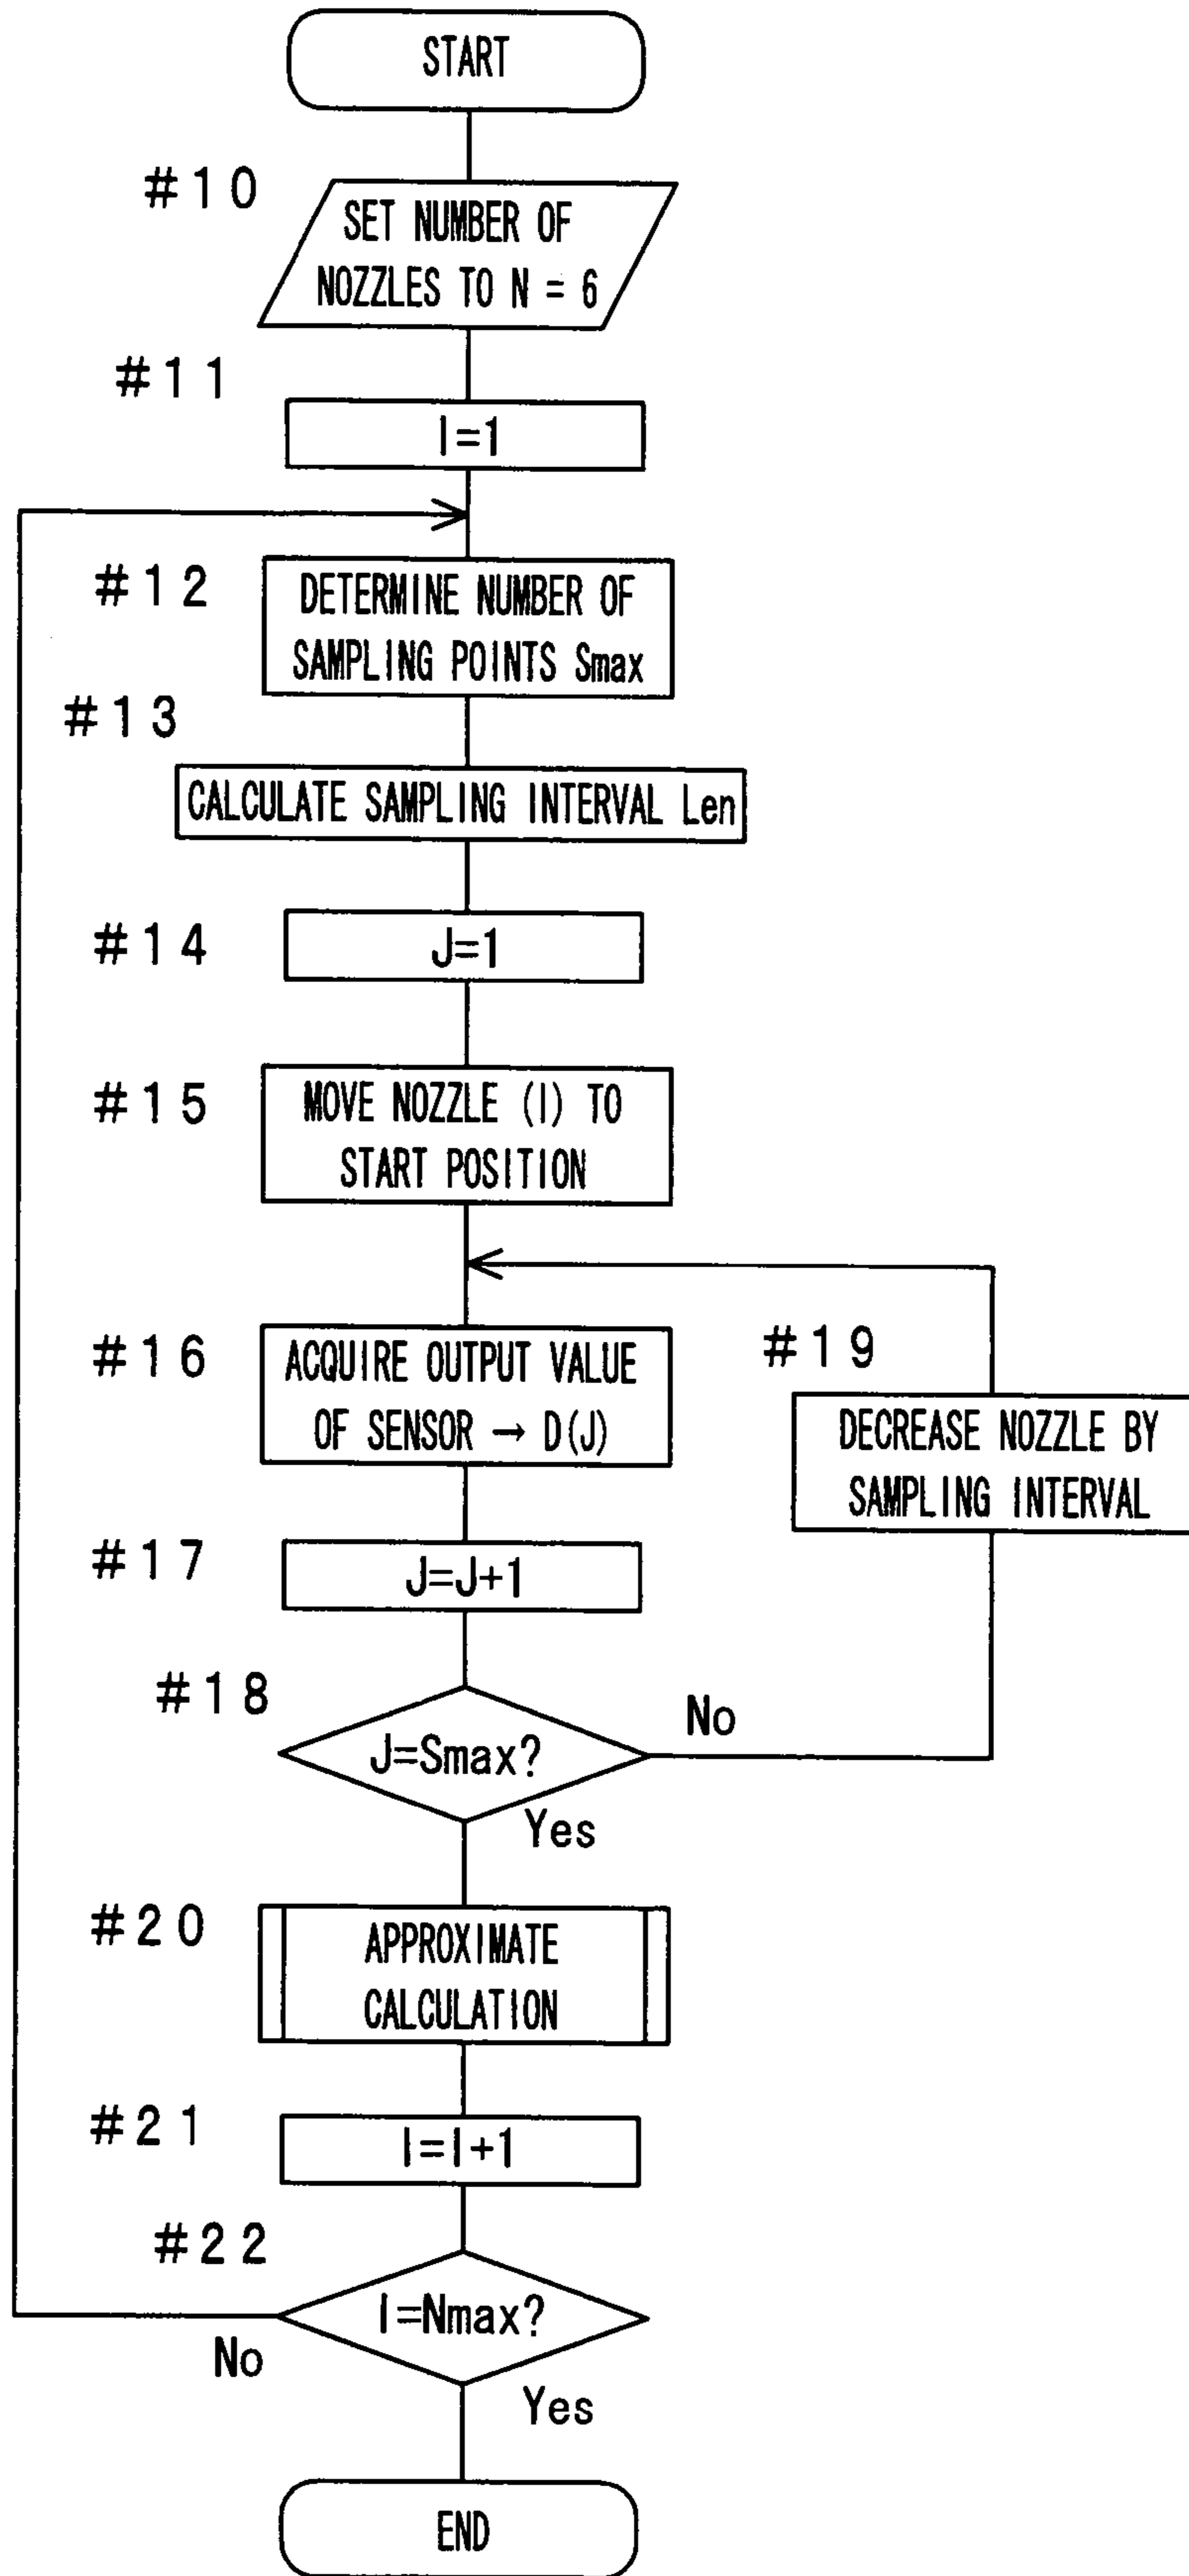 START
#10
SET NUMBER OF
NOZZLES TO N = 6
#11
I=1
#12
DETERMINE NUMBER OF
SAMPLING POINTS Smax
#13
CALCULATE SAMPLING INTERVAL Len
#14
J=1
#15
MOVE NOZZLE (I) TO
START POSITION
#16
ACQUIRE OUTPUT VALUE
OF SENSOR → D(J)
#19
DECREASE NOZZLE BY
SAMPLING INTERVAL
#17
J=J+1
#18
J=Smax?
No
Yes
#20
APPROXIMATE
CALCULATION
#21
I=I+1
#22
I=Nmax?
No
Yes
END